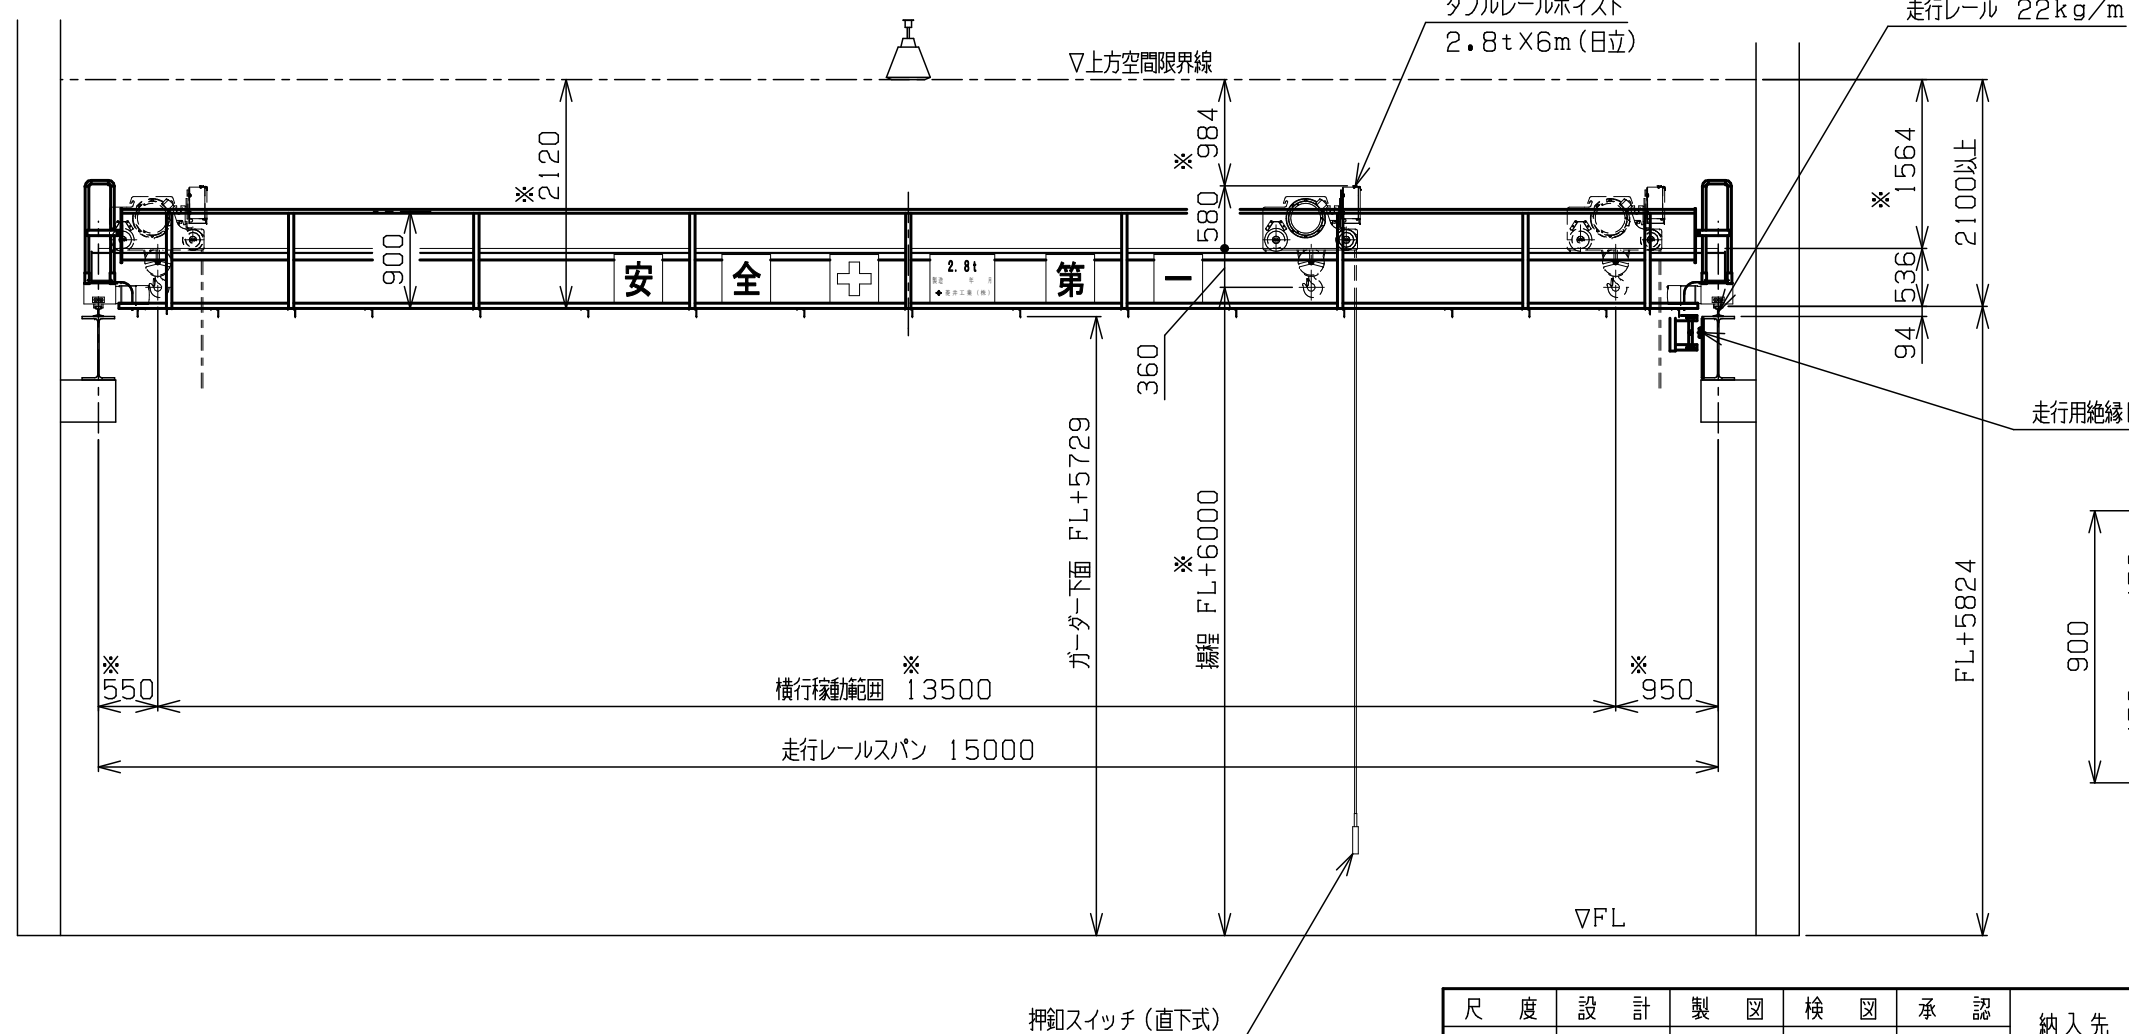 ダブルレールホイスト
2.8t×6m(日立)
走行レール 22kg/m
▽上方空間限界線
※2120
※984
580
※1564
2100以上
536
94
900
360
安
全
2.8t
製造 年 月
第
一
走行用絶縁
ガーダー下面 FL+5729
揚程 ※FL+6000
FL+5824
900
※550
横行稼動範囲 ※13500
※950
走行レールスパン 15000
▽FL
押釦スイッチ(直下式)
尺度 設計 製図 検図 承認 納入先